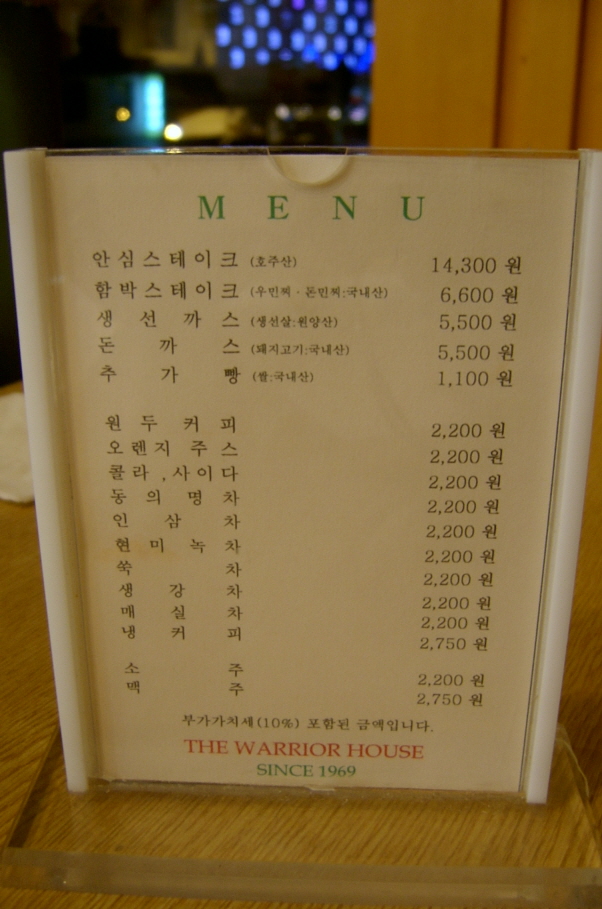 MENU
안심스테이크 (호주산) 14,300 원
함박스테이크 (우민찌 · 돈민찌:국내산) 6,600 원
생선까스 (생선살:원양산) 5,500 원
돈까스 (돼지고기:국내산) 5,500 원
추가빵 (쌀:국내산) 1,100 원
원두커피 2,200 원
오렌지주스 2,200 원
콜라,사이다 2,200 원
동의명차 2,200 원
인삼차 2,200 원
현미녹차 2,200 원
쑥차 2,200 원
생강차 2,200 원
매실차 2,200 원
냉커피 2,750 원
소주 2,200 원
맥주 2,750 원
부가가치세(10%) 포함된 금액입니다.
THE WARRIOR HOUSE
SINCE 1969